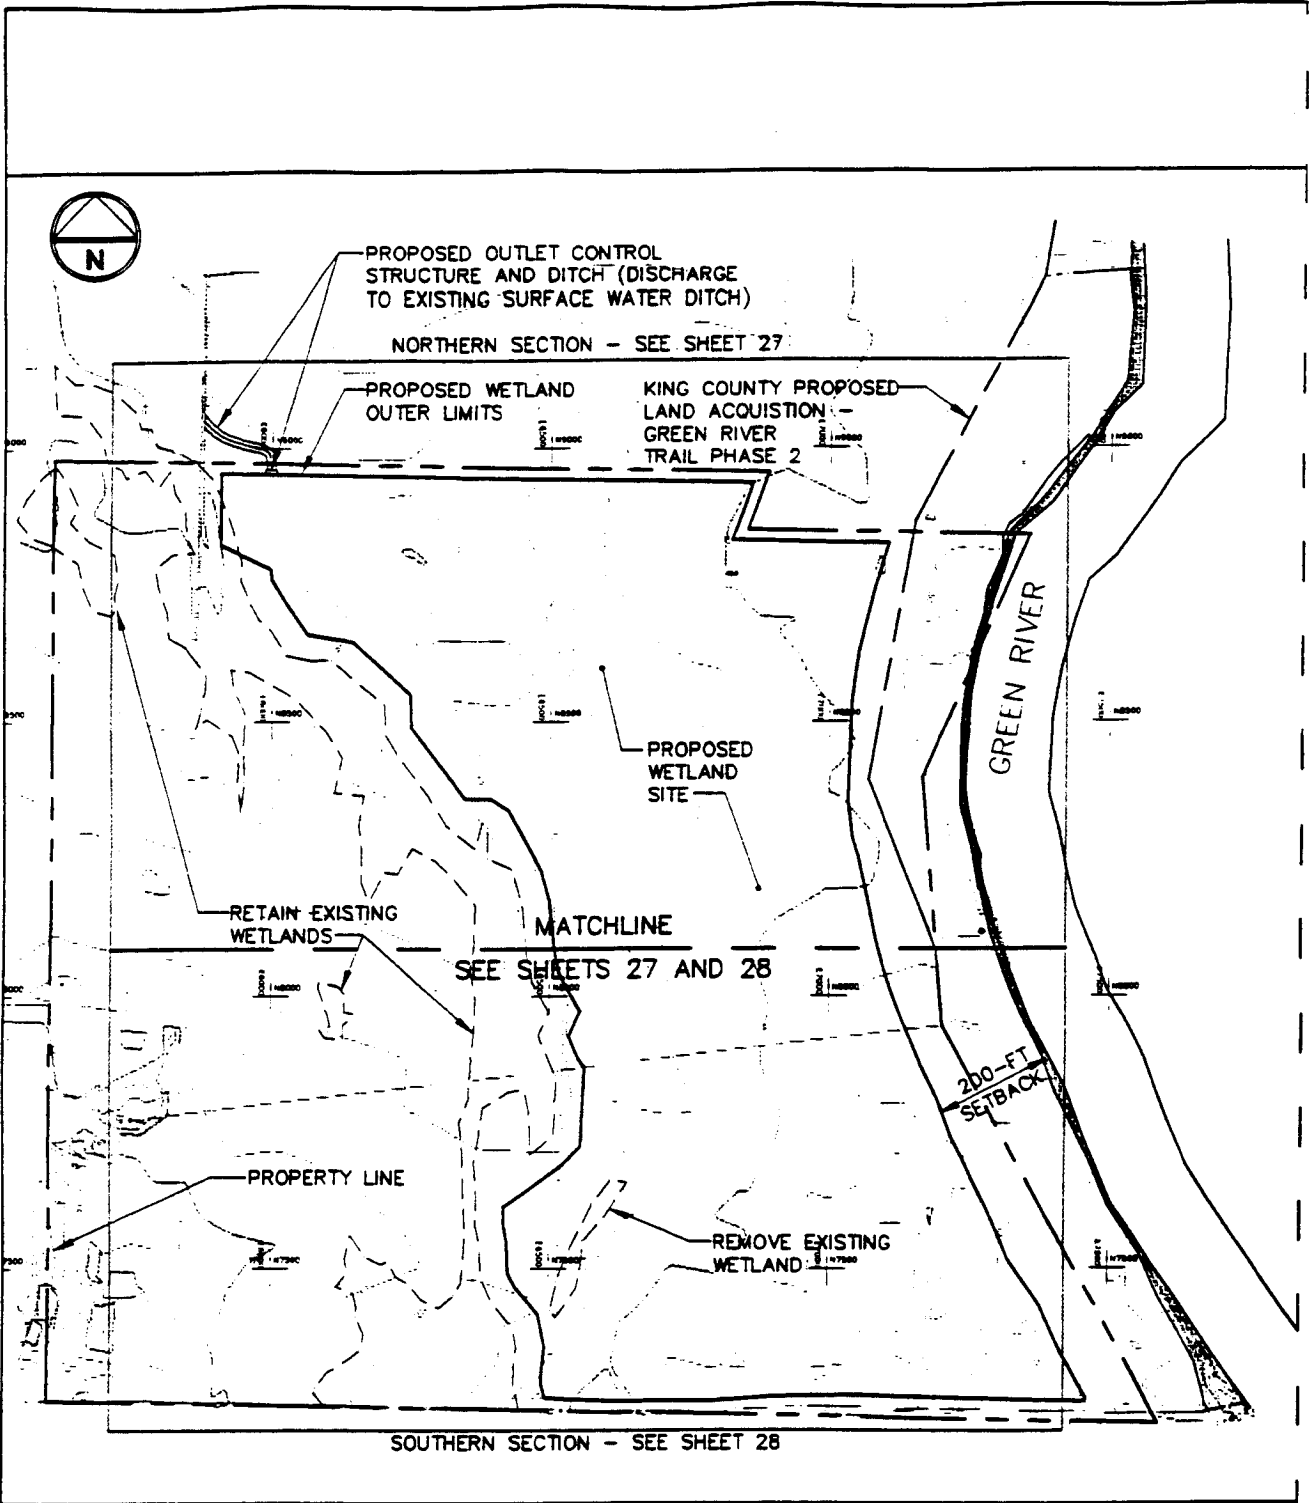 N
PROPOSED OUTLET CONTROL
STRUCTURE AND DITCH (DISCHARGE
TO EXISTING SURFACE WATER DITCH)
NORTHERN SECTION - SEE SHEET 27
PROPOSED WETLAND
OUTER LIMITS
KING COUNTY PROPOSED
LAND ACQUISTION -
GREEN RIVER
TRAIL PHASE 2
GREEN RIVER
PROPOSED
WETLAND
SITE
RETAIN EXISTING
WETLANDS
MATCHLINE
SEE SHEETS 27 AND 28
200-FT
SETBACK
PROPERTY LINE
REMOVE EXISTING
WETLAND
SOUTHERN SECTION - SEE SHEET 28